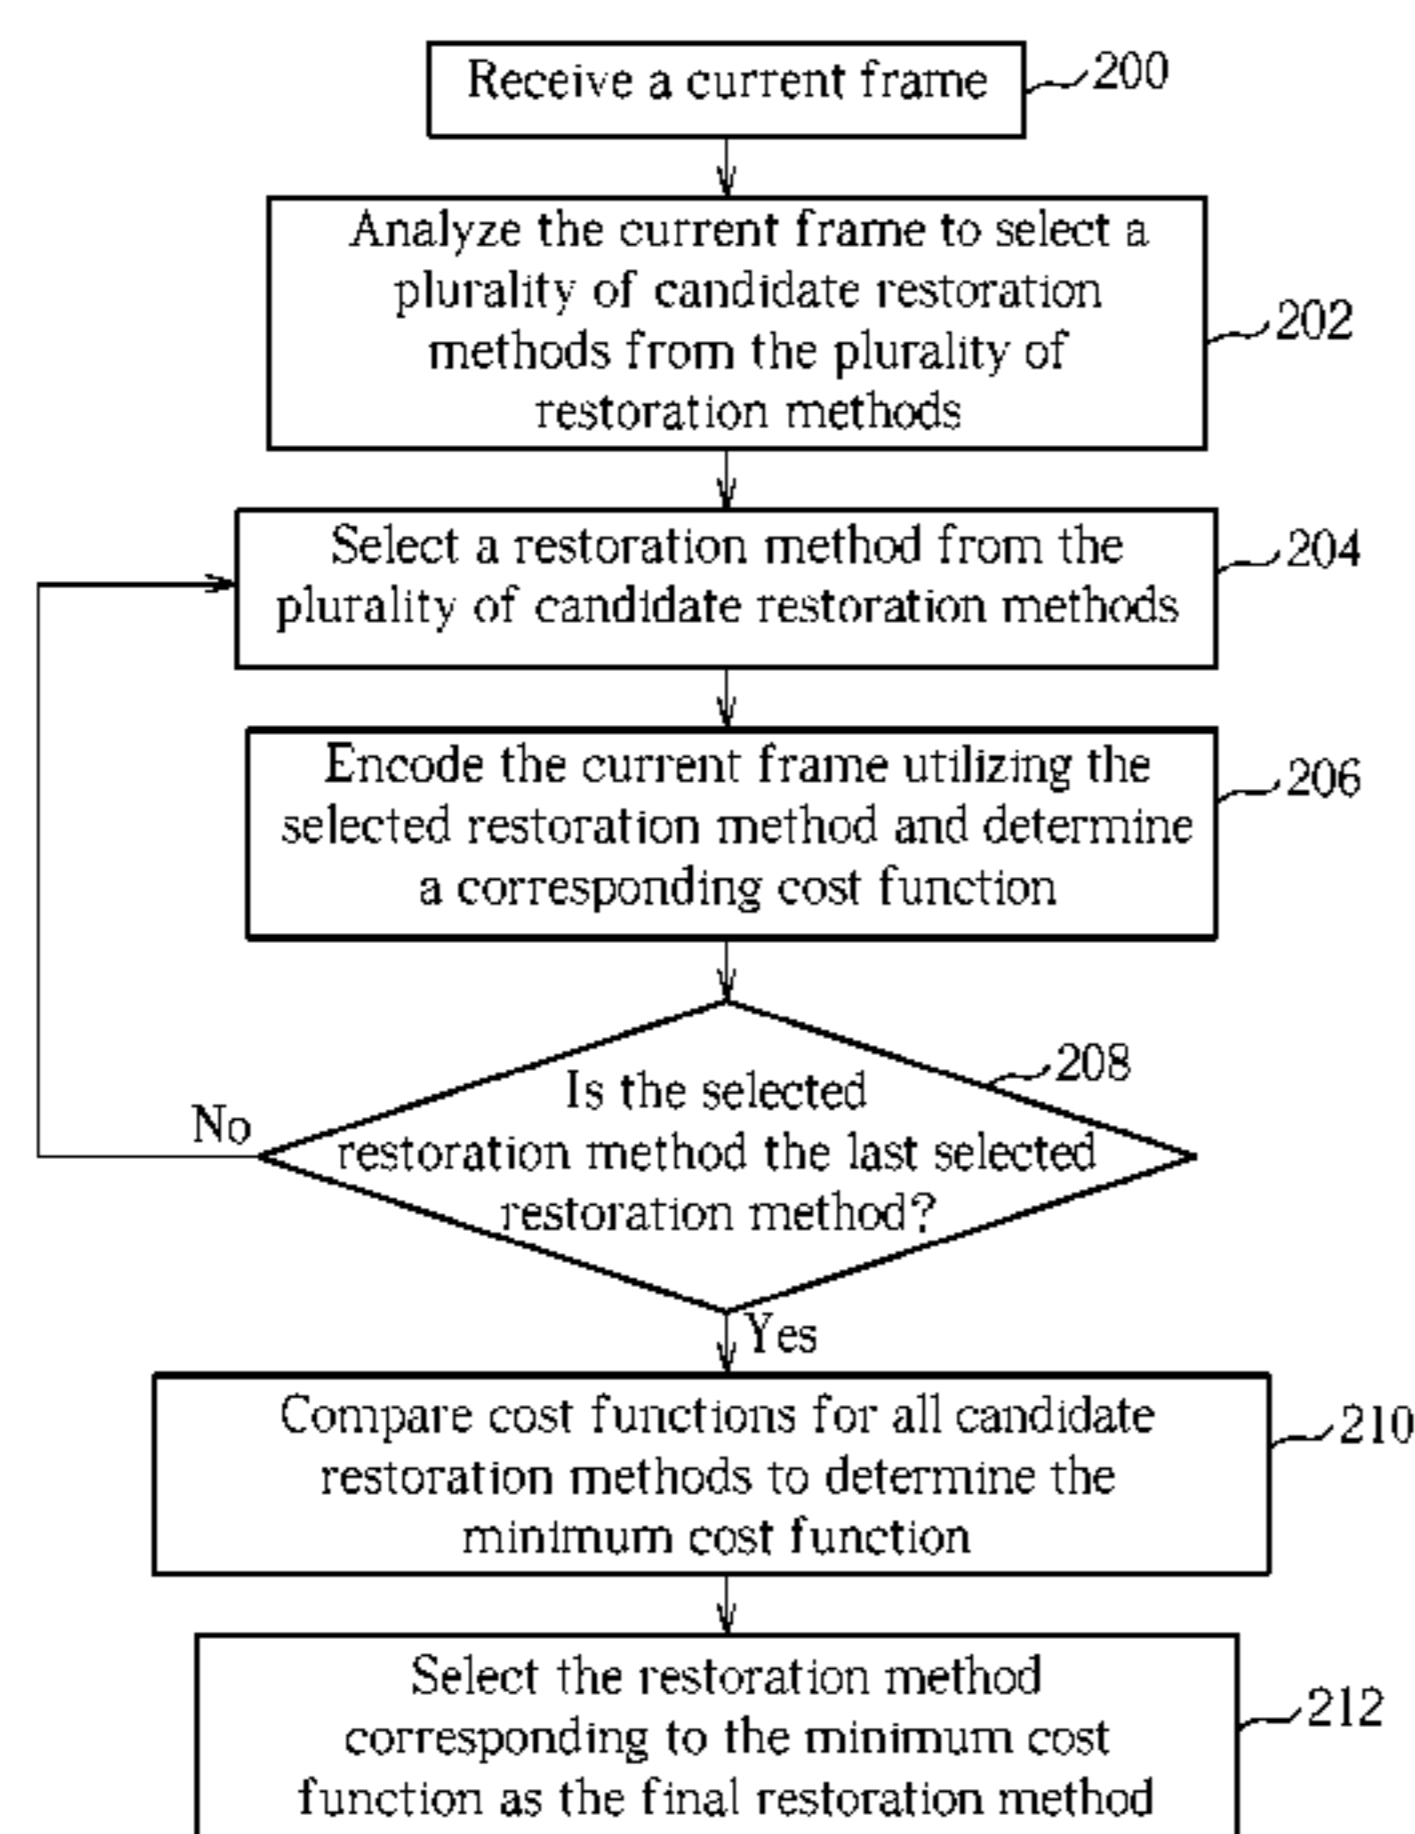 Receive a current frame
200
Analyze the current frame to select a
plurality of candidate restoration
methods from the plurality of
restoration methods
202
Select a restoration method from the
plurality of candidate restoration methods
204
Encode the current frame utilizing the
selected restoration method and determine
a corresponding cost function
206
Is the selected
restoration method the last selected
restoration method?
208
No
Yes
Compare cost functions for all candidate
restoration methods to determine the
minimum cost function
210
Select the restoration method
corresponding to the minimum cost
function as the final restoration method
212